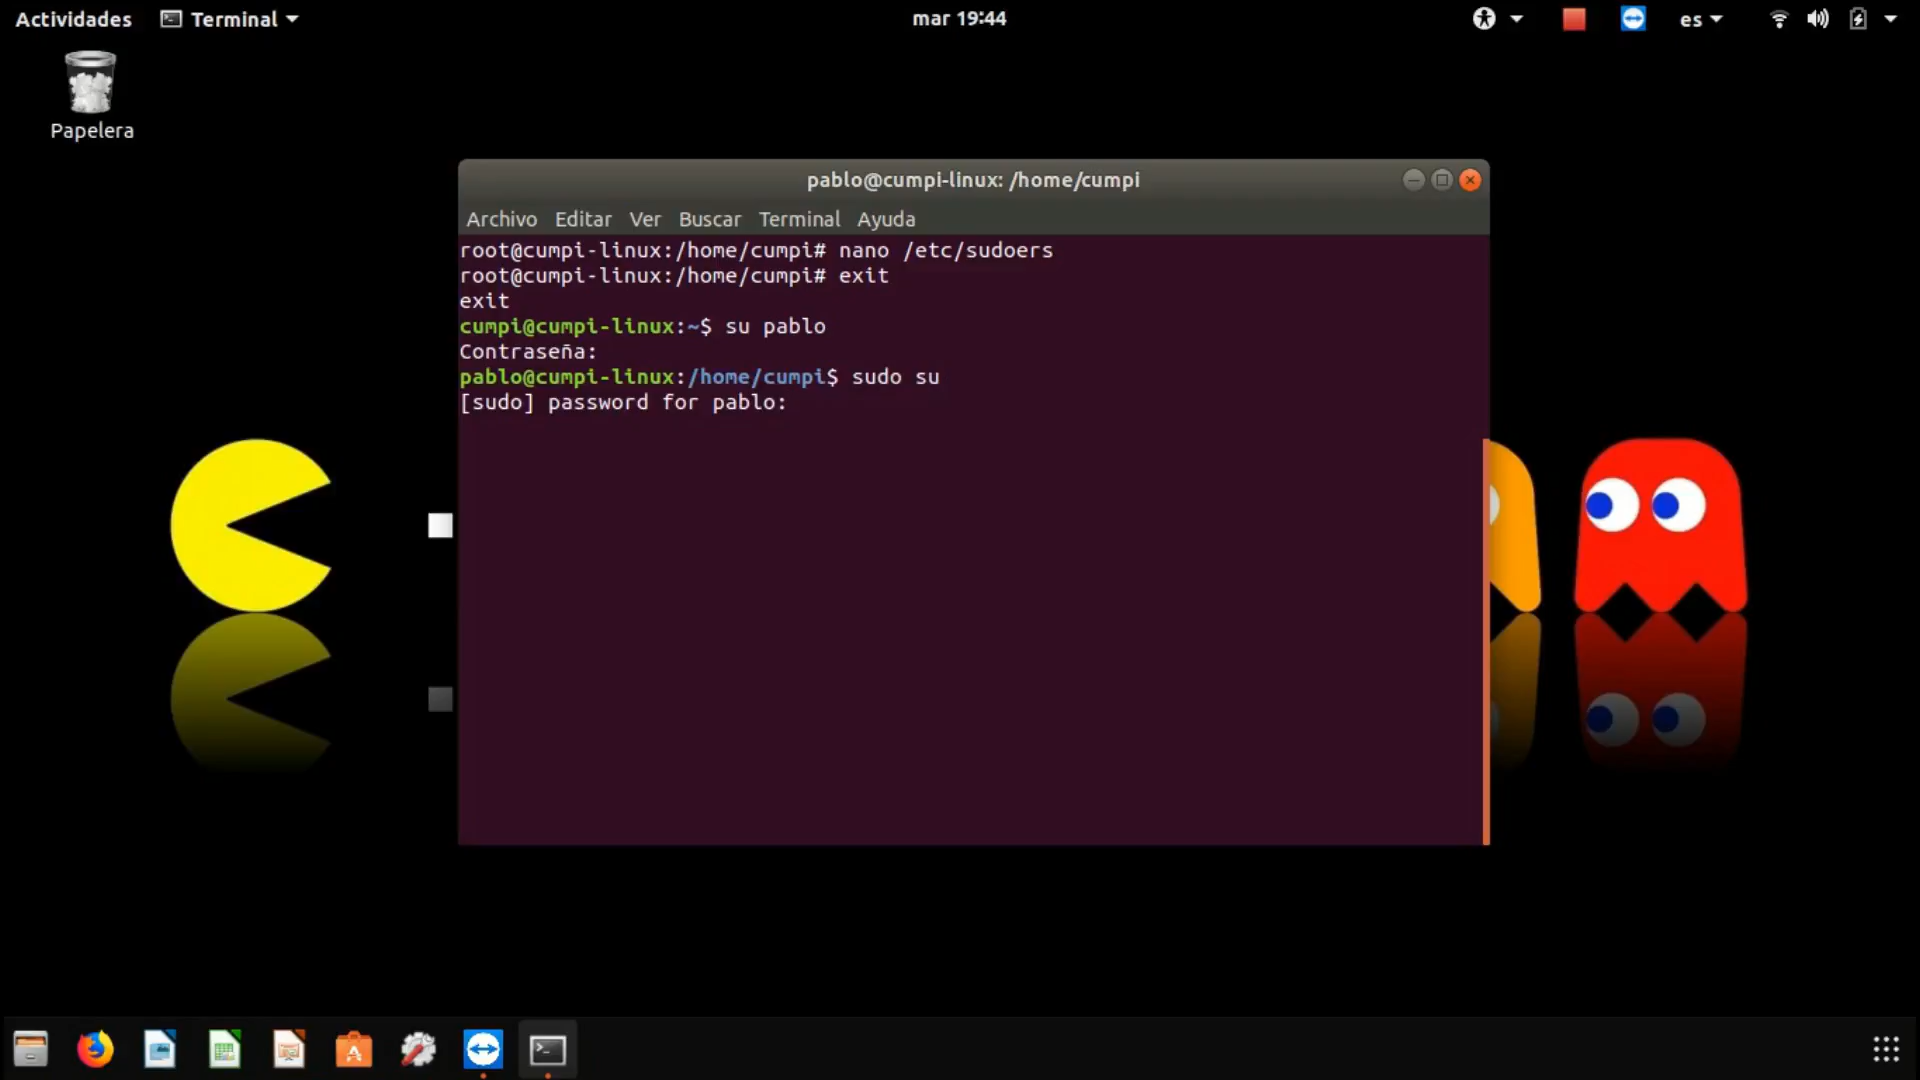 Actividades Terminal mar 19:44 es
Papelera
pablo@cumpi-linux: /home/cumpi
Archivo Editar Ver Buscar Terminal Ayuda
root@cumpi-linux:/home/cumpi# nano /etc/sudoers
root@cumpi-linux:/home/cumpi# exit
exit
cumpi@cumpi-linux:~$ su pablo
Contraseña:
pablo@cumpi-linux:/home/cumpi$ sudo su
[sudo] password for pablo: